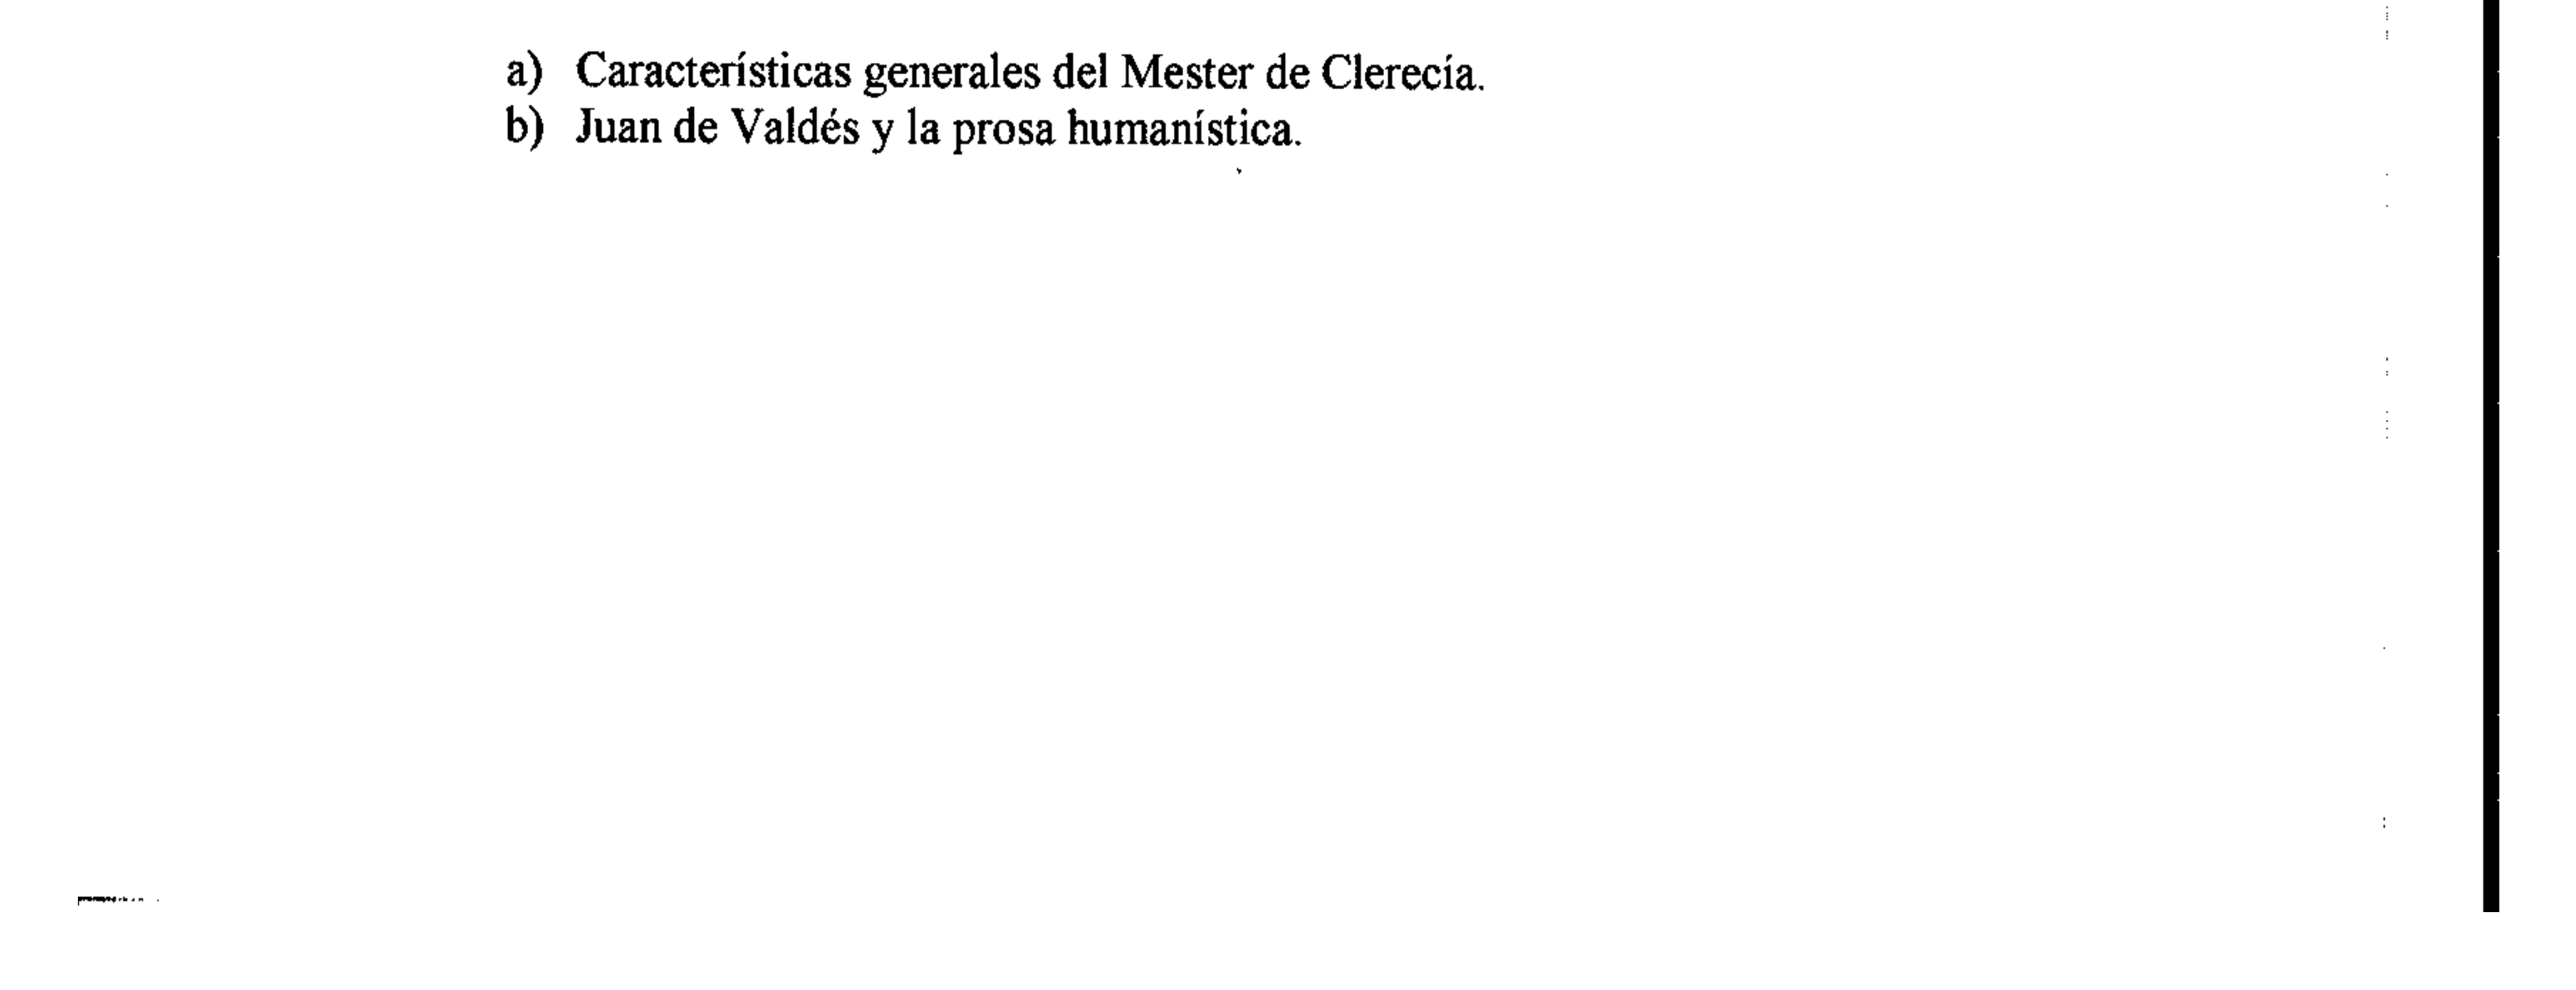 a) Características generales del Mester de Clerecía.
b) Juan de Valdés y la prosa humanística.